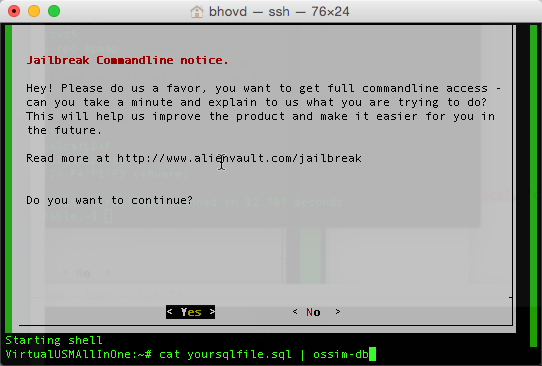 bhovd — ssh — 76×24
Jailbreak Commandline notice.
Hey! Please do us a favor, you want to get full commandline access -
can you take a minute and explain to us what you are trying to do?
This will help us improve the product and make it easier for you in
the future.
Read more at http://www.alienvault.com/jailbreak
Do you want to continue?
< Yes > < No >
Starting shell
VirtualUSMAllInOne:~# cat yoursqlfile.sql | ossim-db